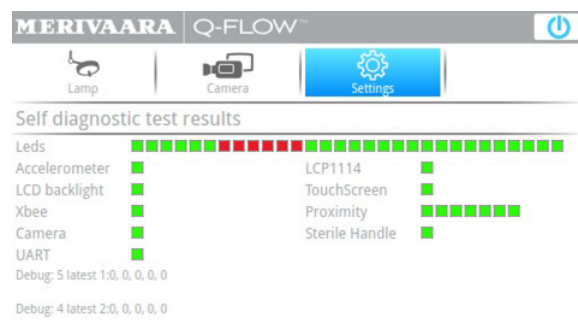 MERIVAARA Q-FLOW™
Lamp Camera Settings
Self diagnostic test results
Leds
Accelerometer LCP1114
LCD backlight TouchScreen
Xbee Proximity
Camera Sterile Handle
UART
Debug: 5 latest 1:0, 0, 0, 0, 0
Debug: 4 latest 2:0, 0, 0, 0, 0